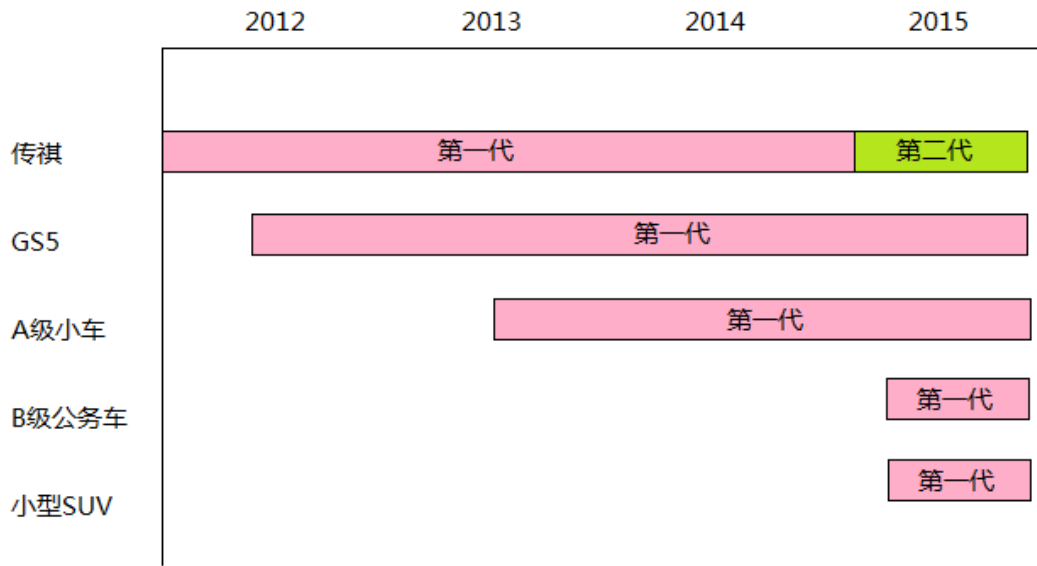 2012 2013 2014 2015
传祺 第一代 第二代
GS5 第一代
A级小车 第一代
B级公务车 第一代
小型SUV 第一代